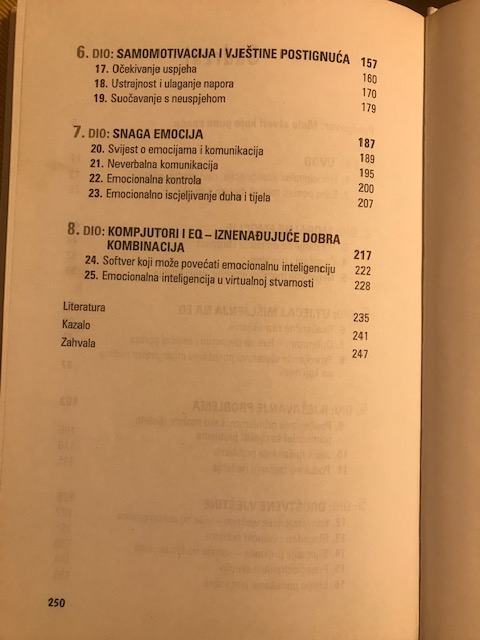 6. DIO: SAMOMOTIVACIJA I VJEŠTINE POSTIGNUĆA 157
17. Očekivanje uspjeha 160
18. Ustrajnost i ulaganje napora 170
19. Suočavanje s neuspjehom 179
7. DIO: SNAGA EMOCIJA 187
20. Svijest o emocijama i komunikacija 189
21. Neverbalna komunikacija 195
22. Emocionalna kontrola 200
23. Emocionalno iscjeljivanje duha i tijela 207
8. DIO: KOMPJUTORI I EQ – IZNENAĐUJUĆE DOBRA
KOMBINACIJA 217
24. Softver koji može povećati emocionalnu inteligenciju 222
25. Emocionalna inteligencija u virtualnoj stvarnosti 228
Literatura 235
Kazalo 241
Zahvala 247
250